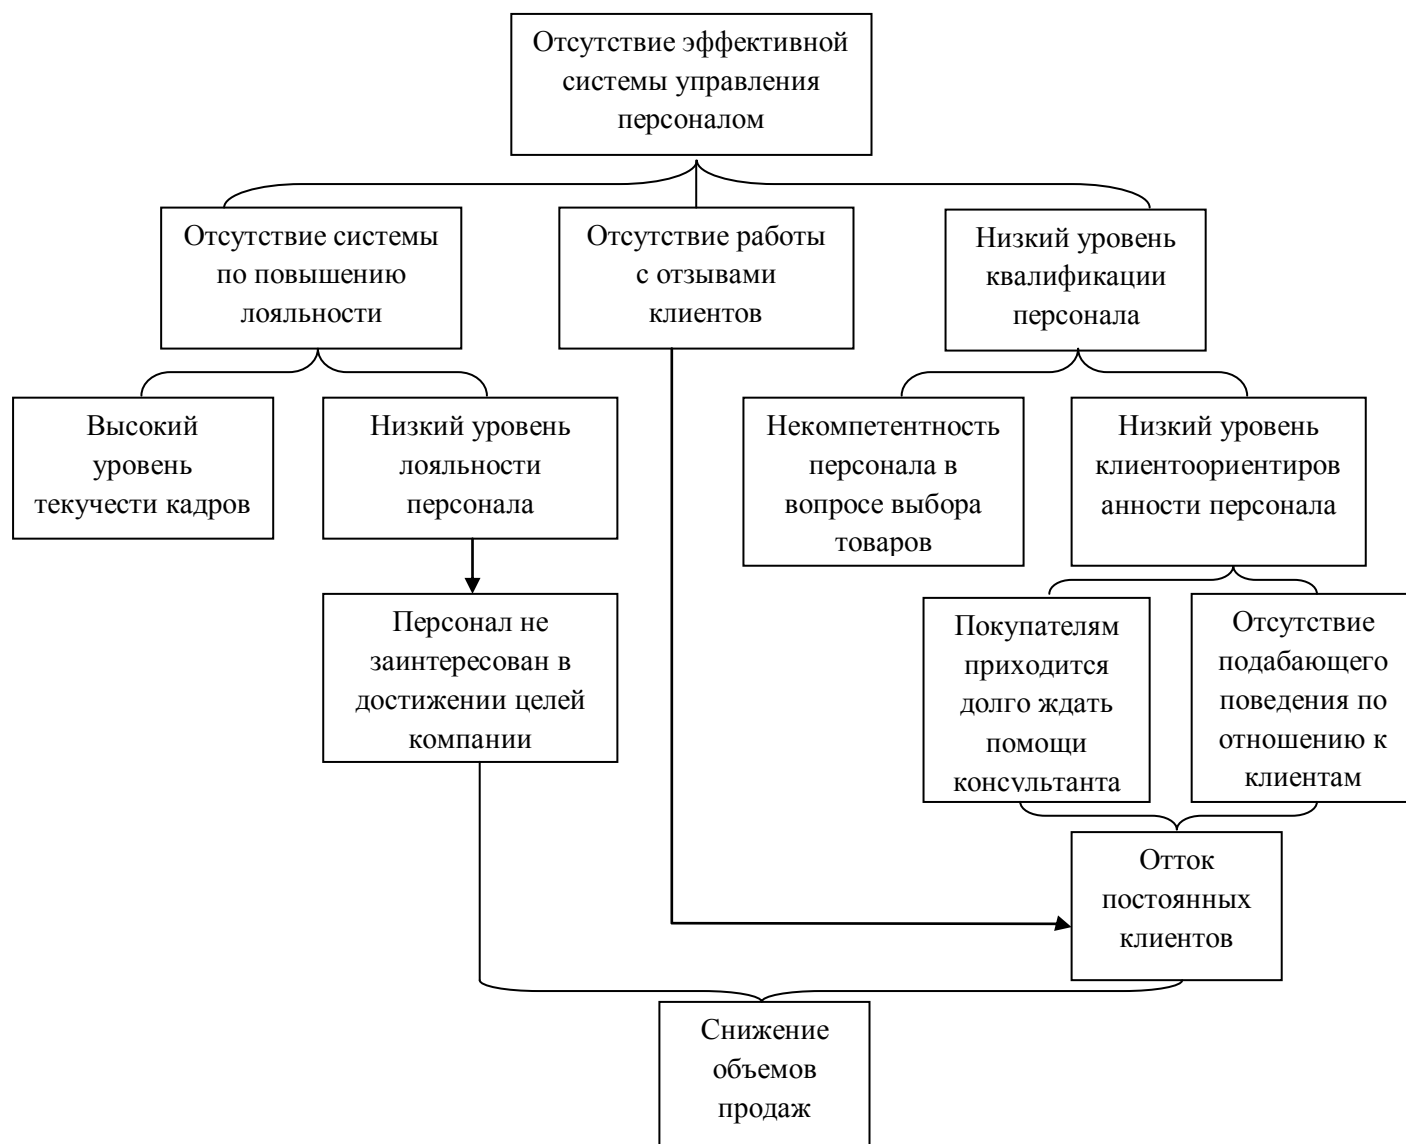 Отсутствие эффективной
системы управления
персоналом
Отсутствие системы
по повышению
лояльности
Отсутствие работы
с отзывами
клиентов
Низкий уровень
квалификации
персонала
Высокий
уровень
текучести кадров
Низкий уровень
лояльности
персонала
Некомпетентность
персонала в
вопросе выбора
товаров
Низкий уровень
клиентоориентиров
анности персонала
Персонал не
заинтересован в
достижении целей
компании
Покупателям
приходится
долго ждать
помощи
консультанта
Отсутствие
подабающего
поведения по
отношению к
клиентам
Отток
постоянных
клиентов
Снижение
объемов
продаж